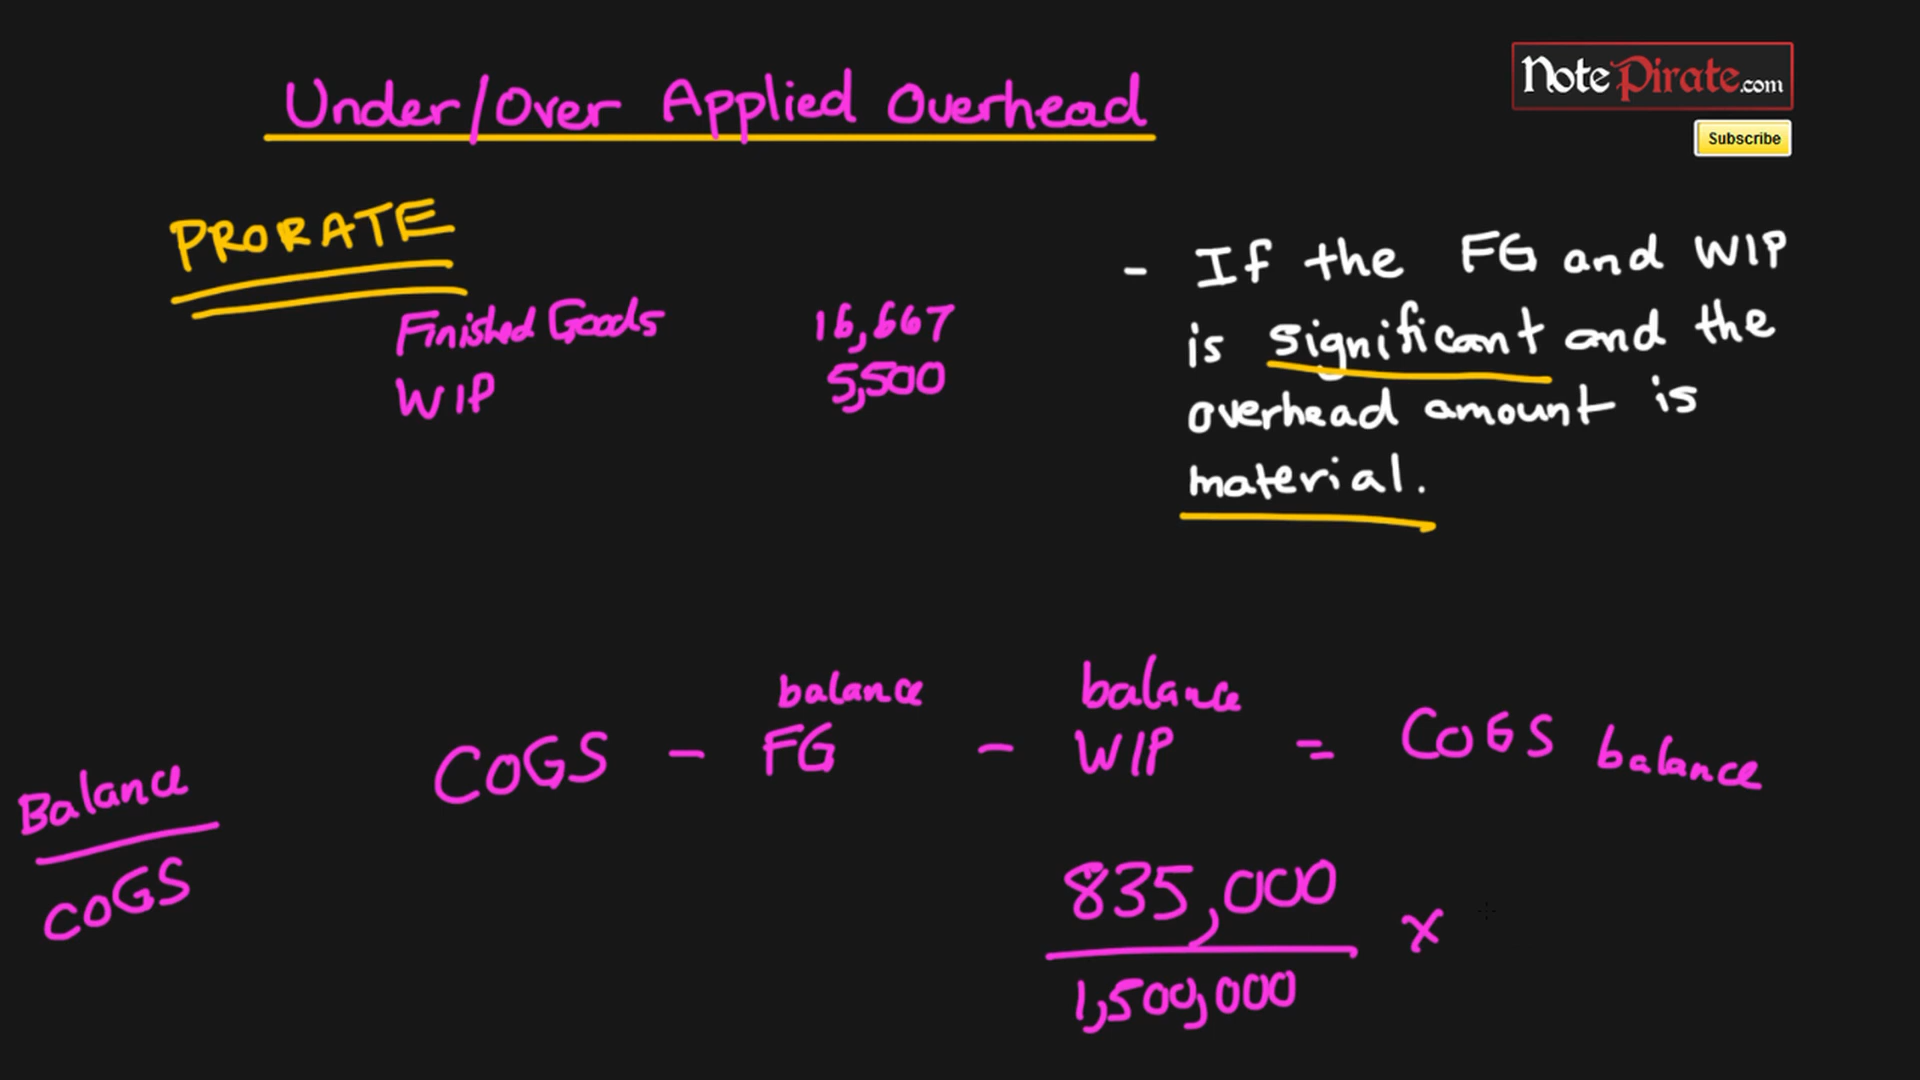 Under/Over Applied Overhead
NotePirate.com
Subscribe
PRORATE
Finished Goods 16,667
WIP 5,500
- If the FG and WIP
is significant and the
overhead amount is
material.
Balance
COGS
COGS - balance FG - balance WIP = COGS balance
835,000
1,500,000
x